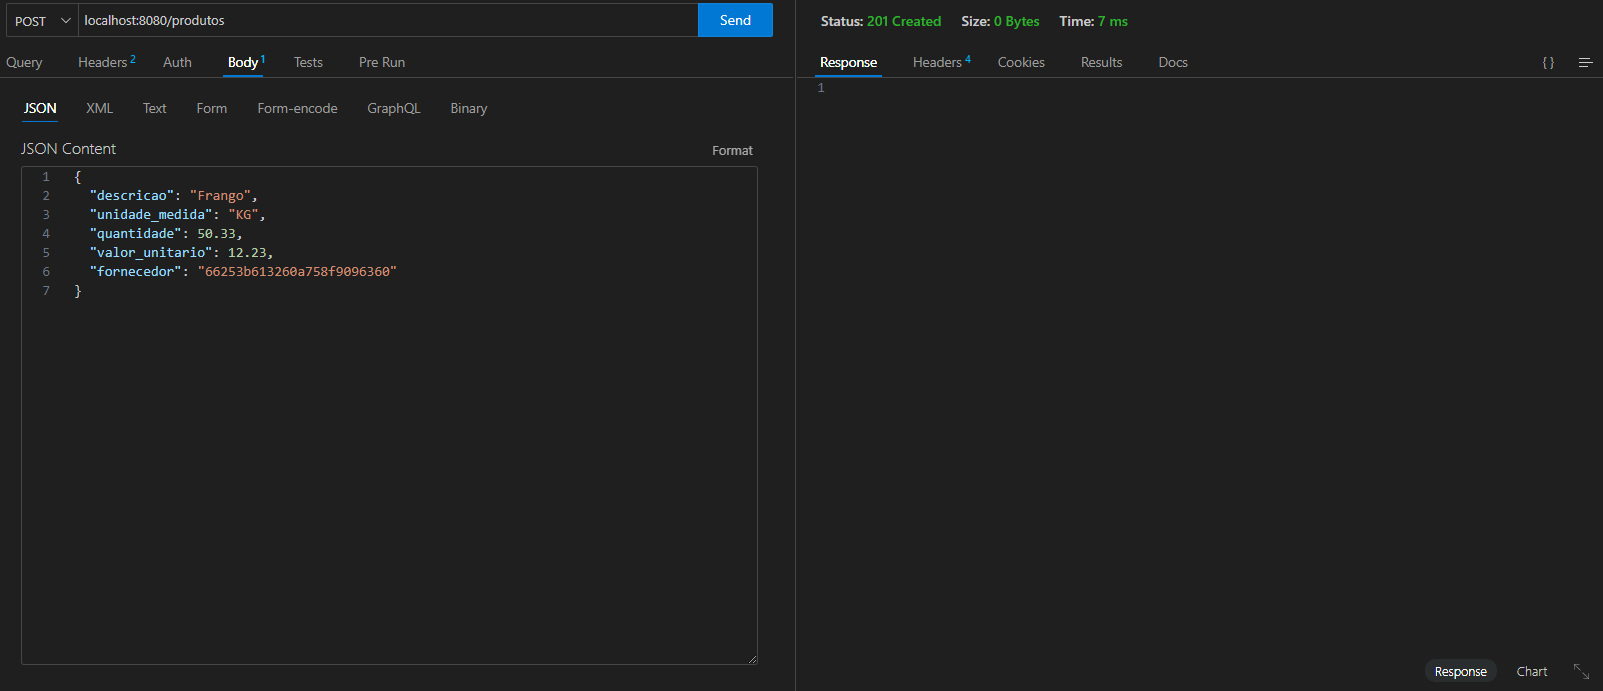 POST localhost:8080/produtos Send
Query Headers 2 Auth Body 1 Tests Pre Run
JSON XML Text Form Form-encode GraphQL Binary
JSON Content Format
1 {
2 "descricao": "Frango",
3 "unidade_medida": "KG",
4 "quantidade": 50.33,
5 "valor_unitario": 12.23,
6 "fornecedor": "66253b613260a758f9096360"
7 }
Status: 201 Created Size: 0 Bytes Time: 7 ms
Response Headers 4 Cookies Results Docs { }
1
Response Chart